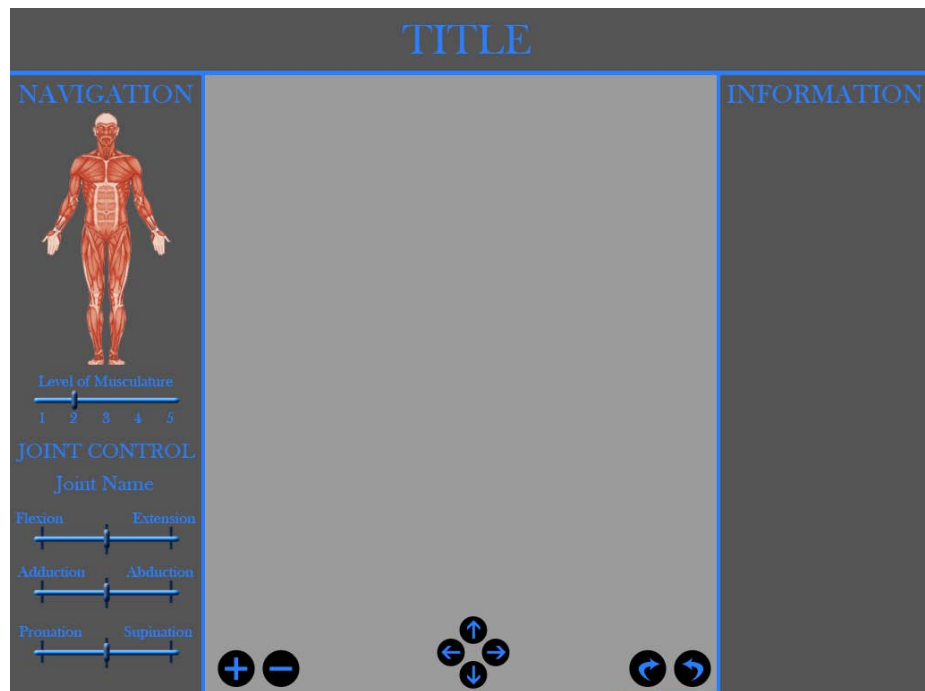 TITLE
NAVIGATION
Level of Musculature
1 2 3 4 5
JOINT CONTROL
Joint Name
Flexion Extension
Adduction Abduction
Pronation Supination
INFORMATION